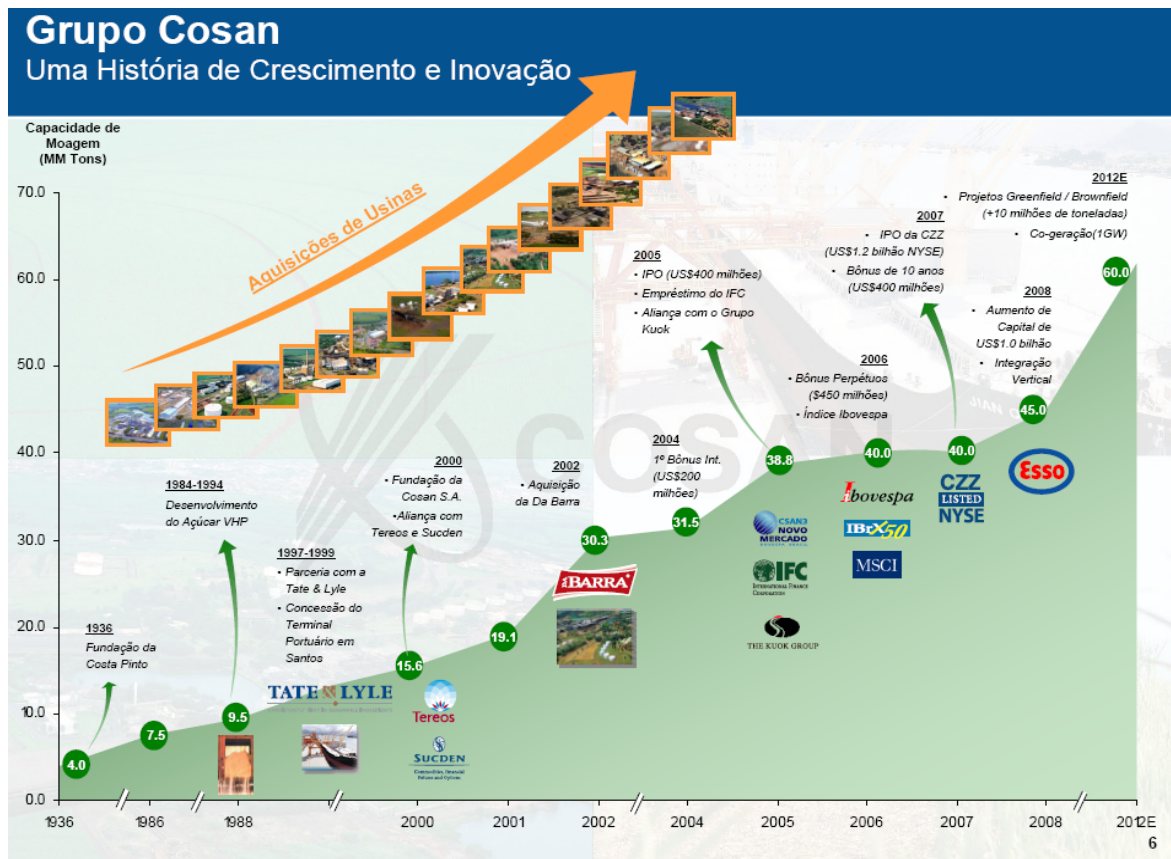 Grupo Cosan
Uma História de Crescimento e Inovação
Capacidade de
Moagem
(MM Tons)
70.0
60.0
50.0
40.0
30.0
20.0
10.0
0.0
Aquisições de Usinas
COSAN
1936
Fundação da
Costa Pinto
1984-1994
Desenvolvimento
do Açúcar VHP
1997-1999
• Parceria com a
Tate & Lyle
• Concessão do
Terminal
Portuário em
Santos
2000
• Fundação da
Cosan S.A.
•Aliança com
Tereos e Sucden
2002
• Aquisição
da Da Barra
2004
1º Bônus Int.
(US$200
milhões)
2005
• IPO (US$400 milhões)
• Empréstimo do IFC
• Aliança com o Grupo
Kuok
2006
• Bônus Perpétuos
($450 milhões)
• Índice Ibovespa
2007
• IPO da CZZ
(US$1.2 bilhão NYSE)
• Bônus de 10 anos
(US$400 milhões)
2008
• Aumento de
Capital de
US$1.0 bilhão
• Integração
Vertical
2012E
• Projetos Greenfield / Brownfield
(+10 milhões de toneladas)
• Co-geração(1GW)
4.0
7.5
9.5
15.6
19.1
30.3
31.5
38.8
40.0
40.0
45.0
60.0
TATE & LYLE
Tereos
SUCDEN
DABARRA
CSAN3
NOVO
MERCADO
BOVESPA BRASIL
IFC
INTERNATIONAL FINANCE
CORPORATION
THE KUOK GROUP
Ibovespa
IBrX50
MSCI
CZZ
LISTED
NYSE
Esso
JIAN
1936
1986
1988
2000
2001
2002
2004
2005
2006
2007
2008
2012E
6